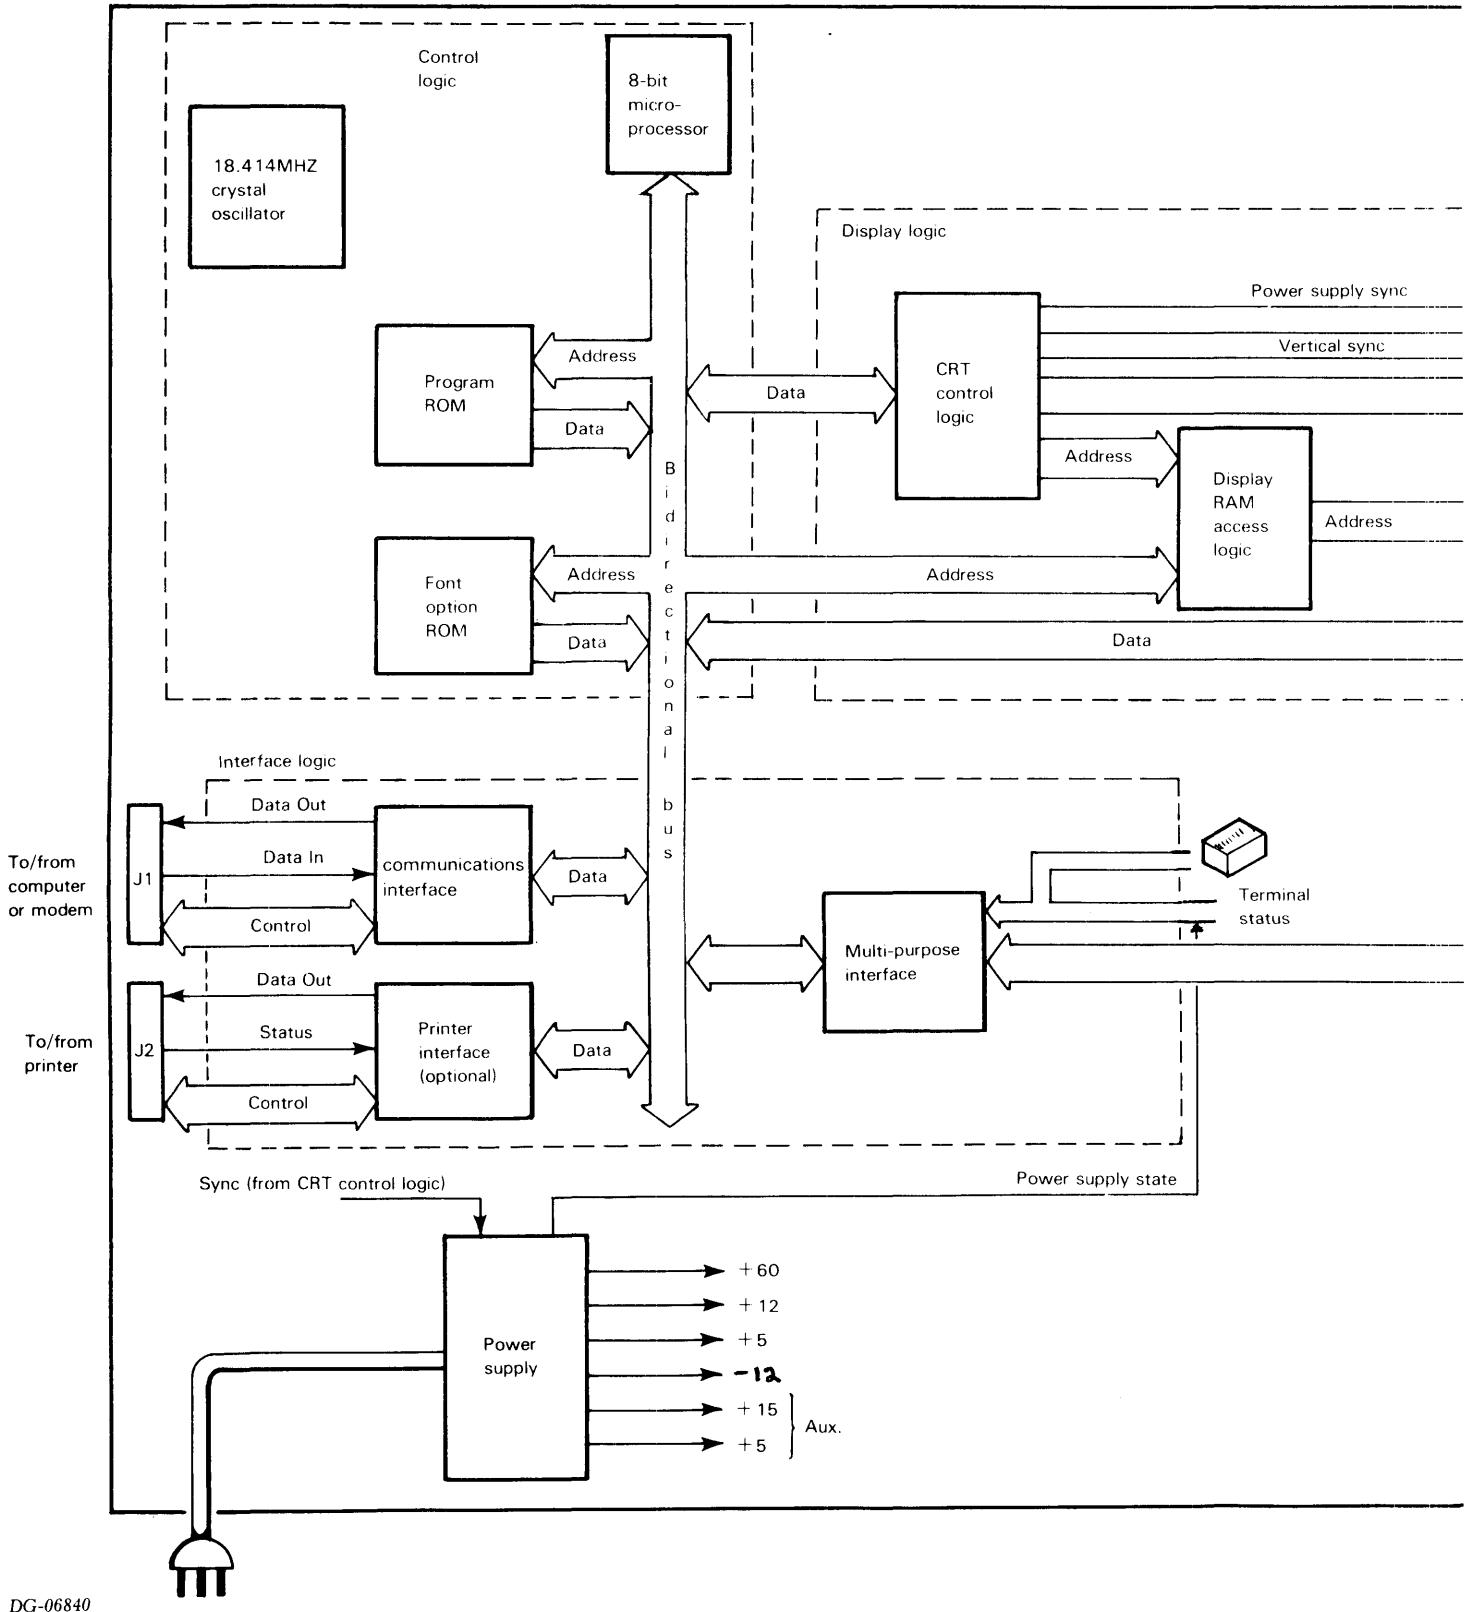 Control
logic
8-bit
micro-
processor
18.414MHZ
crystal
oscillator
Display logic
Power supply sync
Vertical sync
Program
ROM
Address
Data
Data
CRT
control
logic
Address
Display
RAM
access
logic
Address
Font
option
ROM
Address
Data
Address
Data
Bidirectional bus
Interface logic
To/from
computer
or modem
J1
Data Out
Data In
Control
communications
interface
Data
Terminal
status
Multi-purpose
interface
To/from
printer
J2
Data Out
Status
Control
Printer
interface
(optional)
Data
Sync (from CRT control logic)
Power supply state
Power
supply
+60
+12
+5
-12
+15
+5
Aux.
DG-06840